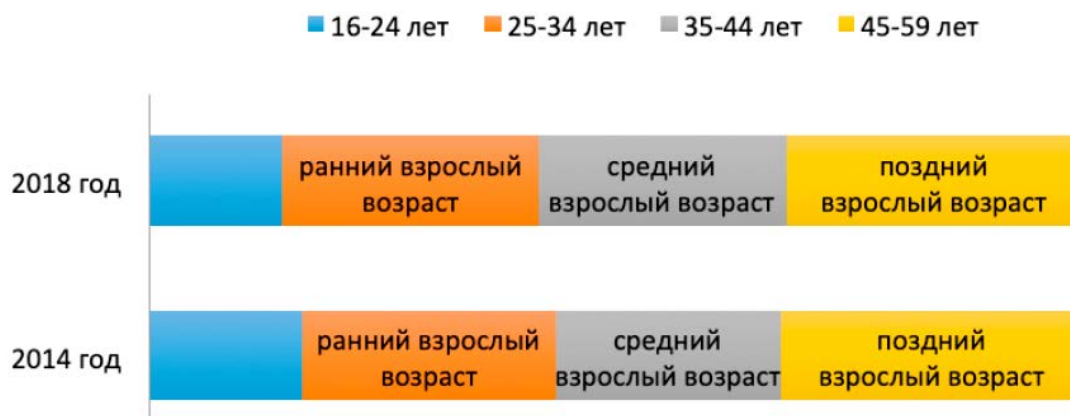 16-24 лет 25-34 лет 35-44 лет 45-59 лет
2018 год
ранний взрослый
возраст
средний
взрослый возраст
поздний
взрослый возраст
2014 год
ранний взрослый
возраст
средний
взрослый возраст
поздний
взрослый возраст